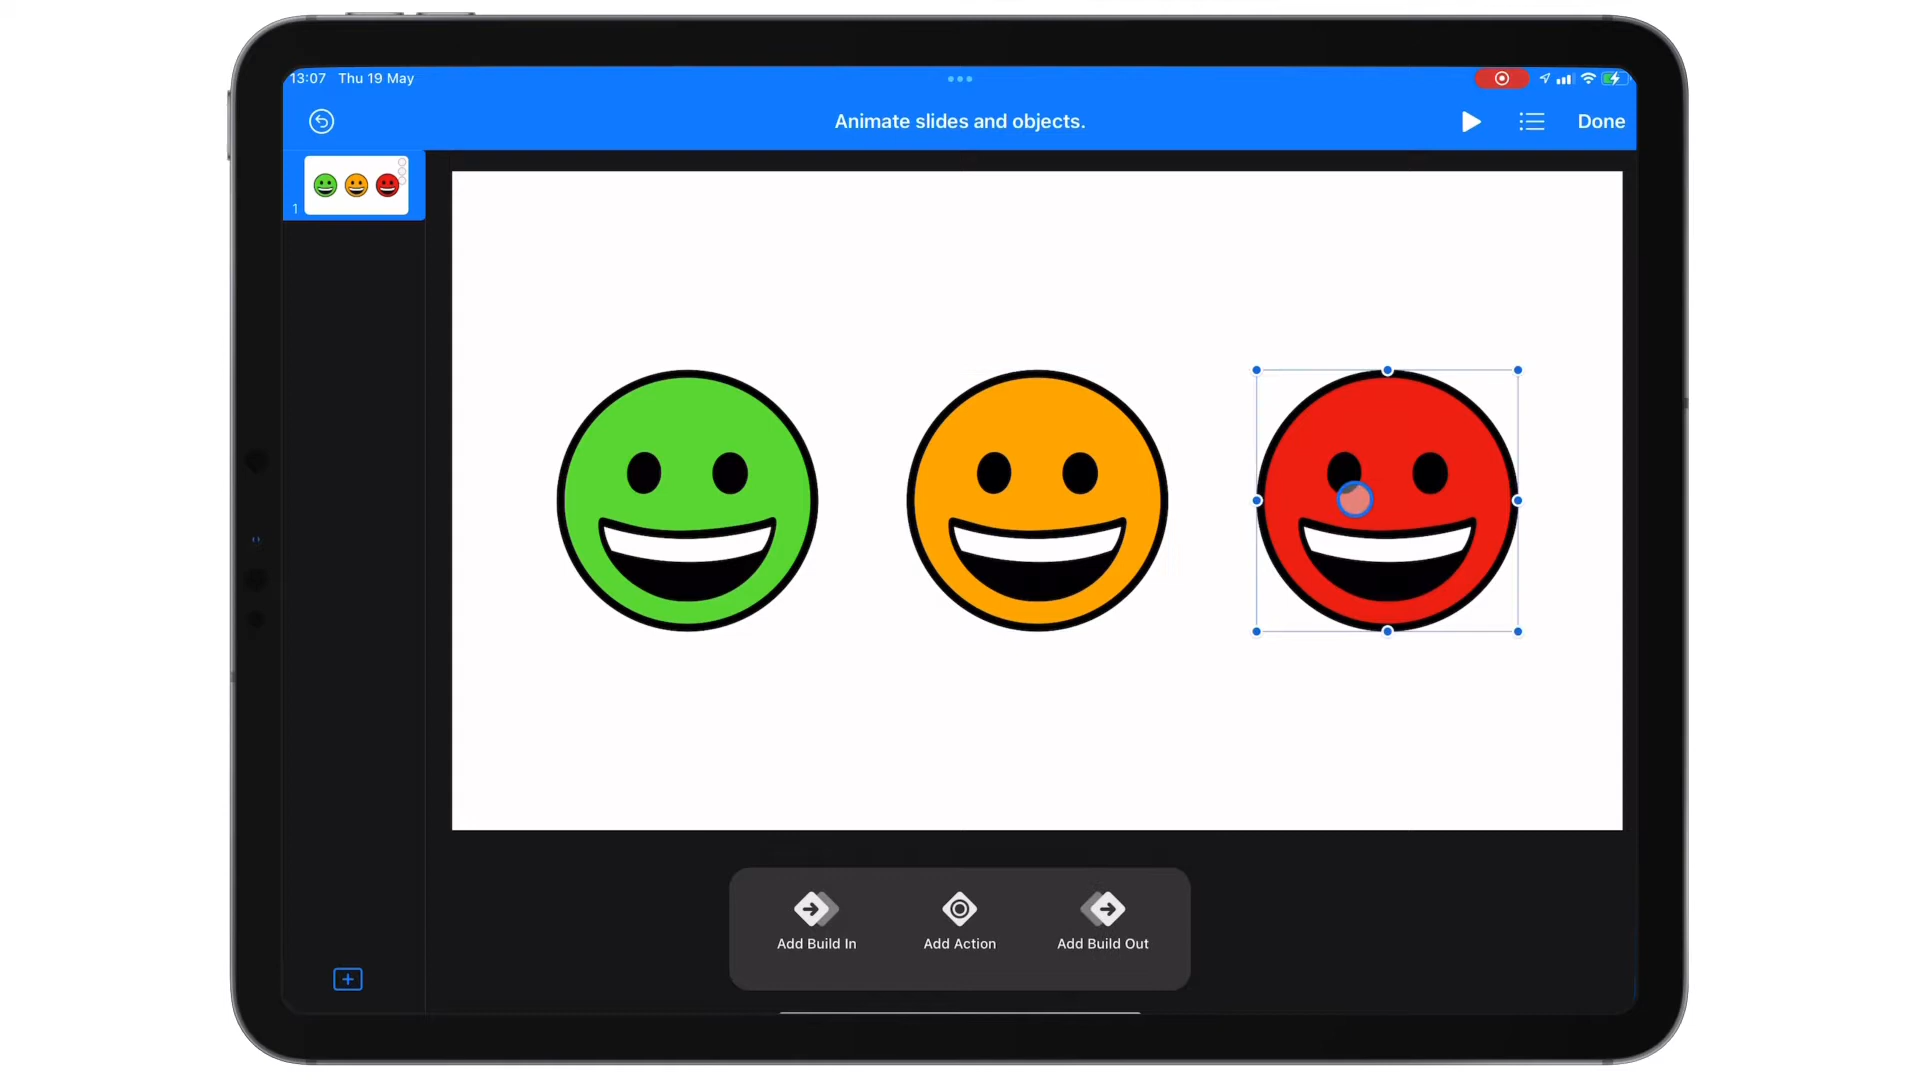 13:07 Thu 19 May
Animate slides and objects.
Done
1
Add Build In
Add Action
Add Build Out